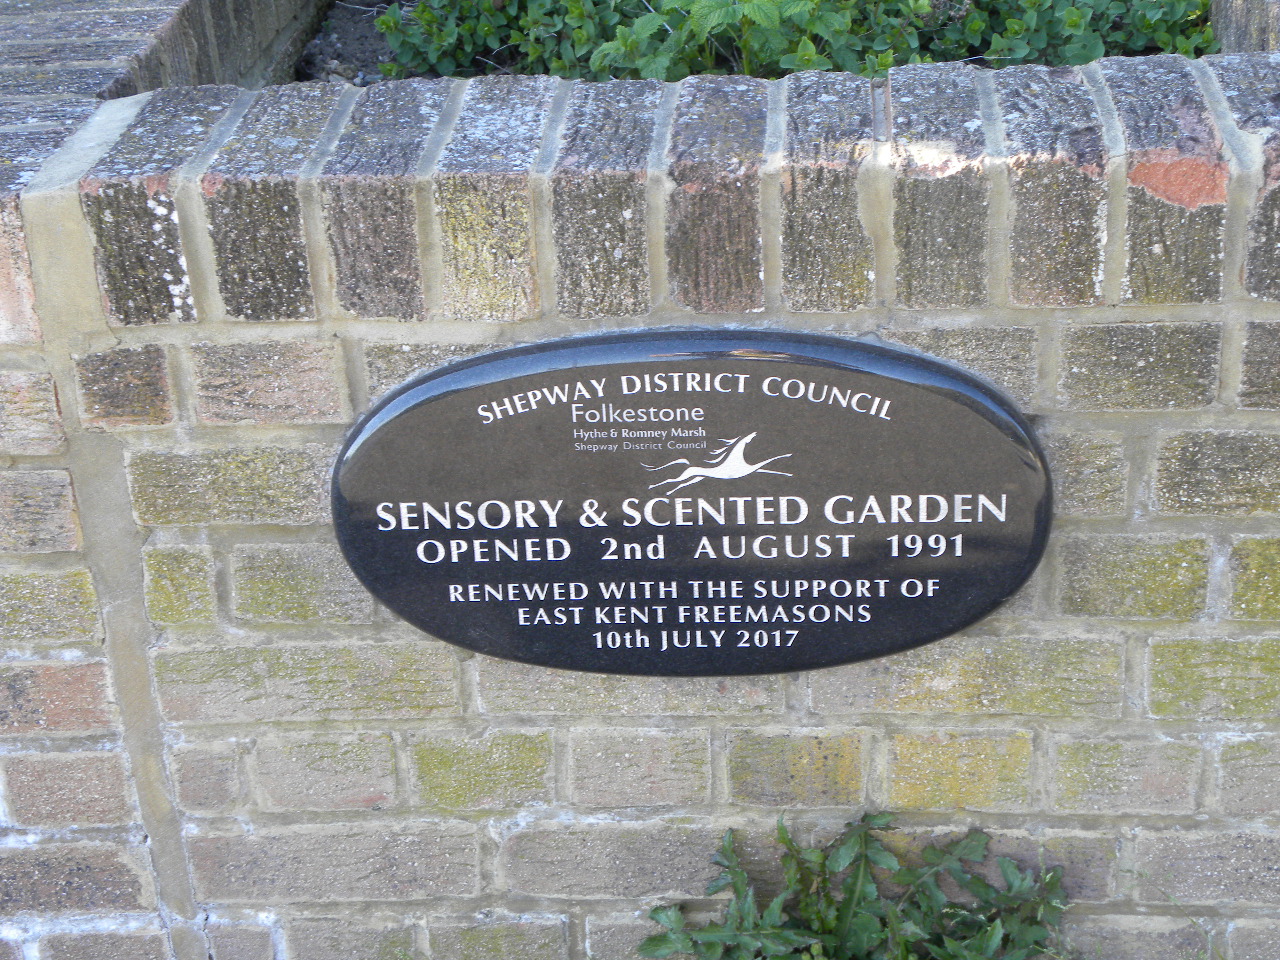 SHEPWAY DISTRICT COUNCIL
Folkestone
Hythe & Romney Marsh
Shepway District Council
SENSORY & SCENTED GARDEN
OPENED 2nd AUGUST 1991
RENEWED WITH THE SUPPORT OF
EAST KENT FREEMASONS
10th JULY 2017